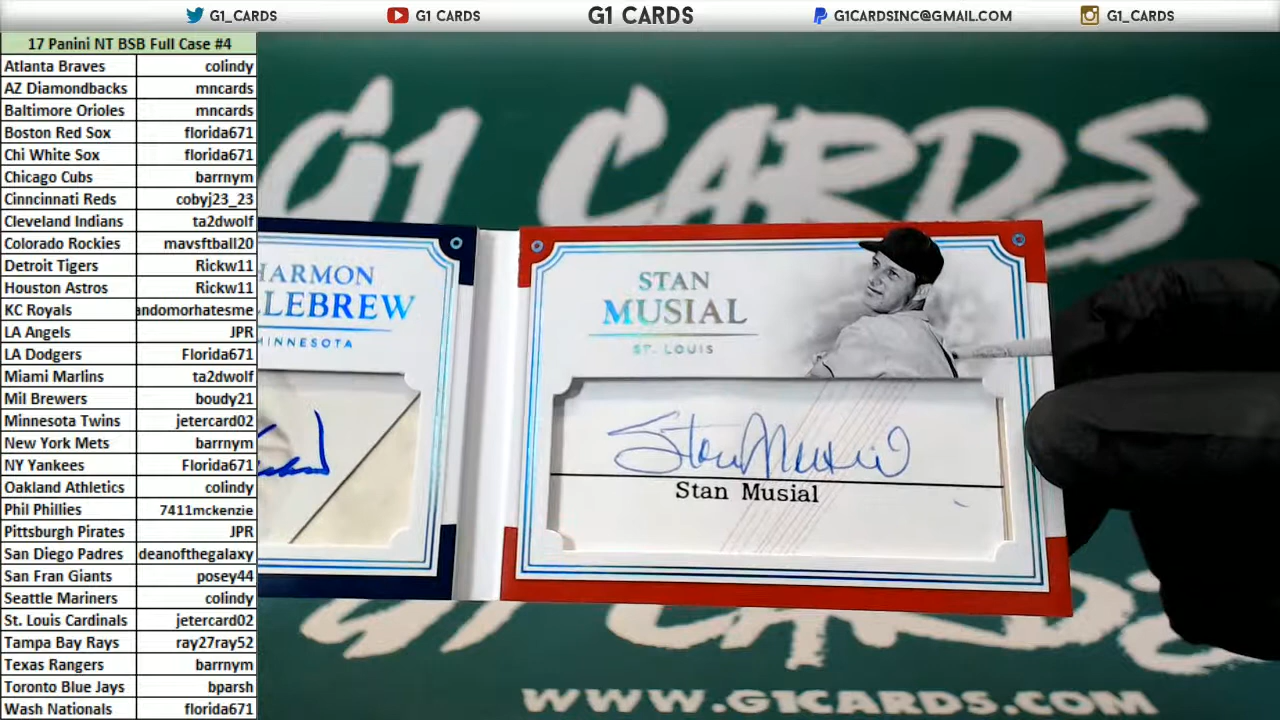 G1_CARDS
G1 CARDS
G1 CARDS
G1CARDSINC@GMAIL.COM
G1_CARDS
17 Panini NT BSB Full Case #4
Atlanta Braves colindy
AZ Diamondbacks mncards
Baltimore Orioles mncards
Boston Red Sox florida671
Chi White Sox florida671
Chicago Cubs barrnym
Cinncinnati Reds cobyj23_23
Cleveland Indians ta2dwolf
Colorado Rockies mavsftball20
Detroit Tigers Rickw11
Houston Astros Rickw11
KC Royals andomorhatesme
LA Angels JPR
LA Dodgers Florida671
Miami Marlins ta2dwolf
Mil Brewers boudy21
Minnesota Twins jetercard02
New York Mets barrnym
NY Yankees Florida671
Oakland Athletics colindy
Phil Phillies 7411mckenzie
Pittsburgh Pirates JPR
San Diego Padres deanofthegalaxy
San Fran Giants posey44
Seattle Mariners colindy
St. Louis Cardinals jetercard02
Tampa Bay Rays ray27ray52
Texas Rangers barrnym
Toronto Blue Jays bparsh
Wash Nationals florida671
G1 CARDS
HARMON
LLEBREW
MINNESOTA
STAN
MUSIAL
ST. LOUIS
Stan Musial
Stan Musial
G1 CARDS
WWW.G1CARDS.COM